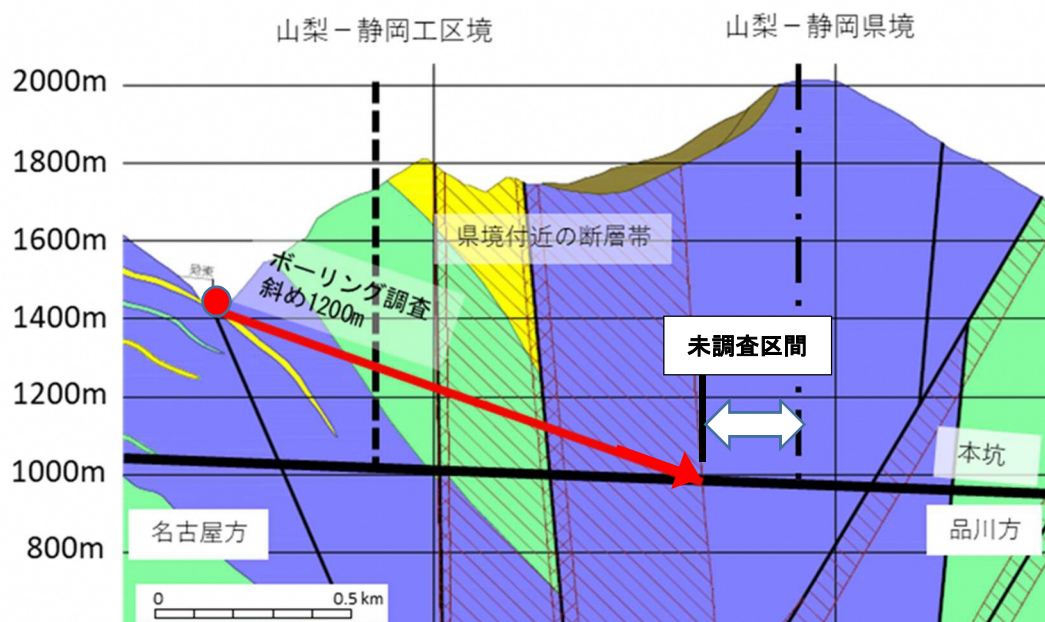 山梨－静岡工区境
山梨－静岡県境
2000m
1800m
1600m
1400m
1200m
1000m
800m
県境付近の断層帯
ボーリング調査
斜め1200m
未調査区間
本坑
名古屋方
品川方
0
0.5 km